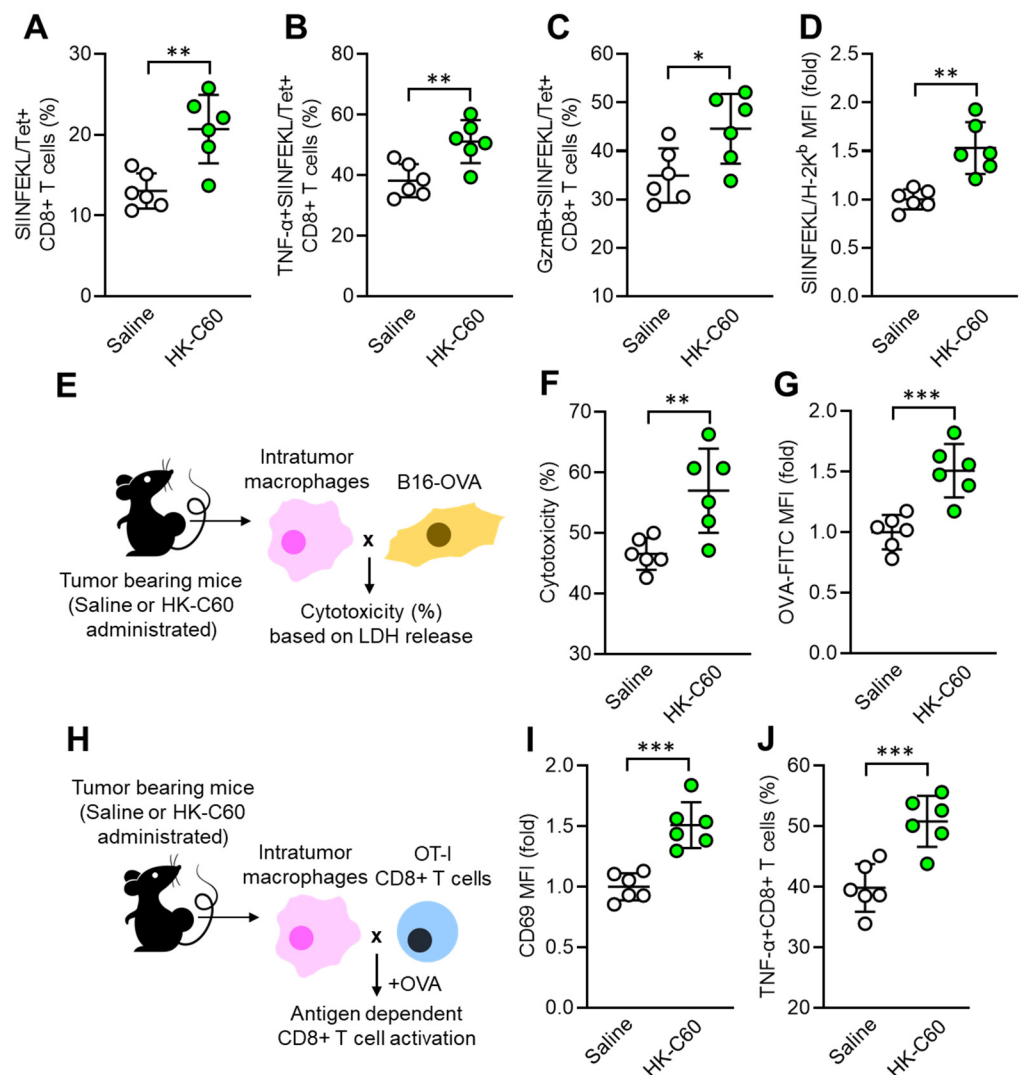 A
SIINFEKL/Tet+
CD8+ T cells (%)
30
20
10
0
**
Saline
HK-C60
B
TNF-α+SIINFEKL/Tet+
CD8+ T cells (%)
80
60
40
20
0
**
Saline
HK-C60
C
GzmB+SIINFEKL/Tet+
CD8+ T cells (%)
60
50
40
30
20
10
*
Saline
HK-C60
D
SIINFEKL/H-2Kb MFI (fold)
2.5
2.0
1.5
1.0
0.5
0.0
**
Saline
HK-C60
E
Intratumor
macrophages
B16-OVA
x
Tumor bearing mice
(Saline or HK-C60
administrated)
Cytotoxicity (%)
based on LDH release
F
Cytotoxicity (%)
70
60
50
40
30
**
Saline
HK-C60
G
OVA-FITC MFI (fold)
2.0
1.5
1.0
0.5
0.0
***
Saline
HK-C60
H
Tumor bearing mice
(Saline or HK-C60
administrated)
Intratumor
macrophages
OT-I
CD8+ T cells
x
+OVA
Antigen dependent
CD8+ T cell activation
I
CD69 MFI (fold)
2.0
1.5
1.0
0.5
0.0
***
Saline
HK-C60
J
TNF-α+CD8+ T cells (%)
60
50
40
30
20
***
Saline
HK-C60